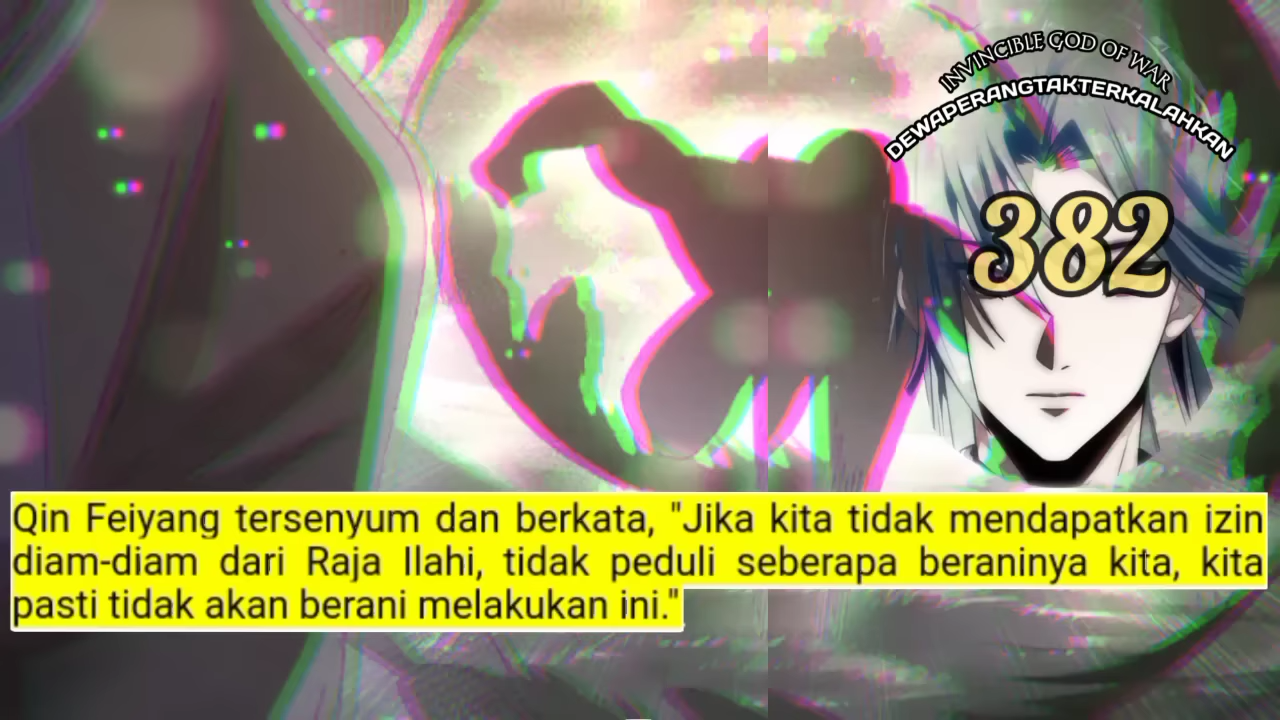 INVINCIBLE GOD OF WAR
DEWAPERANGTAKTERKALAHKAN
382
Qin Feiyang tersenyum dan berkata, "Jika kita tidak mendapatkan izin
diam-diam dari Raja Ilahi, tidak peduli seberapa beraninya kita, kita
pasti tidak akan berani melakukan ini."